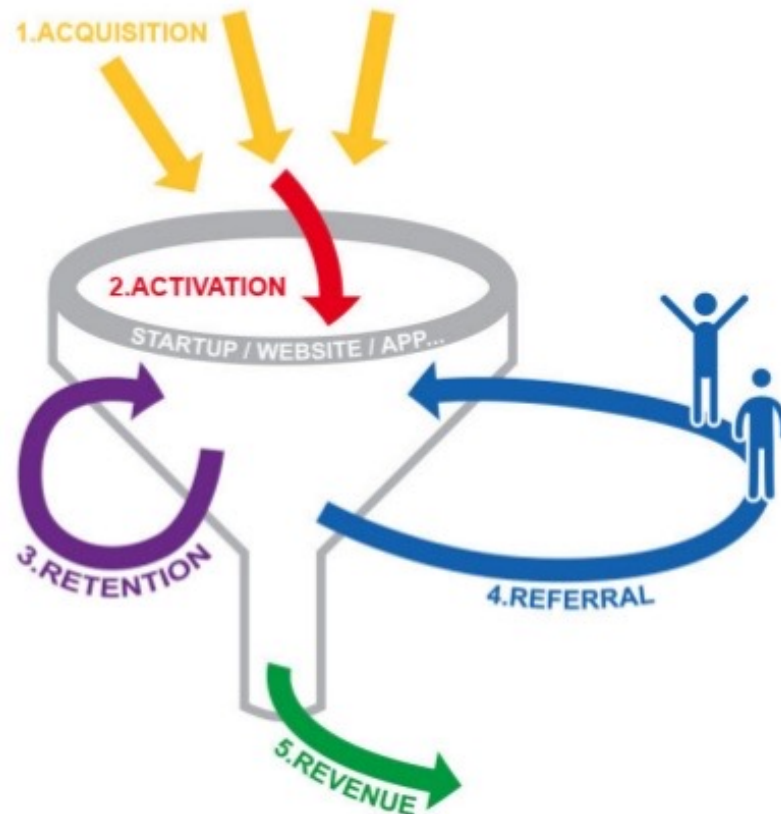 1.ACQUISITION
2.ACTIVATION
STARTUP / WEBSITE / APP...
3.RETENTION
4.REFERRAL
5.REVENUE